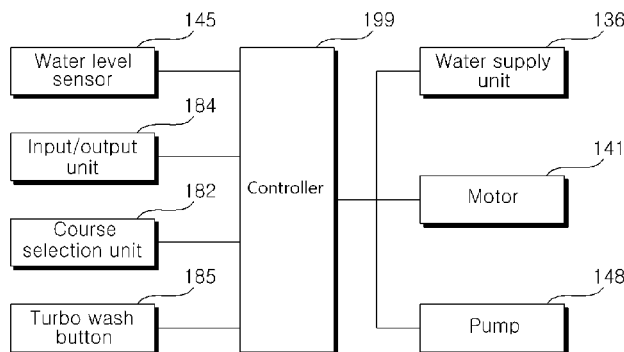 145
199
136
Water level
sensor
Water supply
unit
184
Input/output
unit
141
Controller
Motor
182
Course
selection unit
185
148
Turbo wash
button
Pump